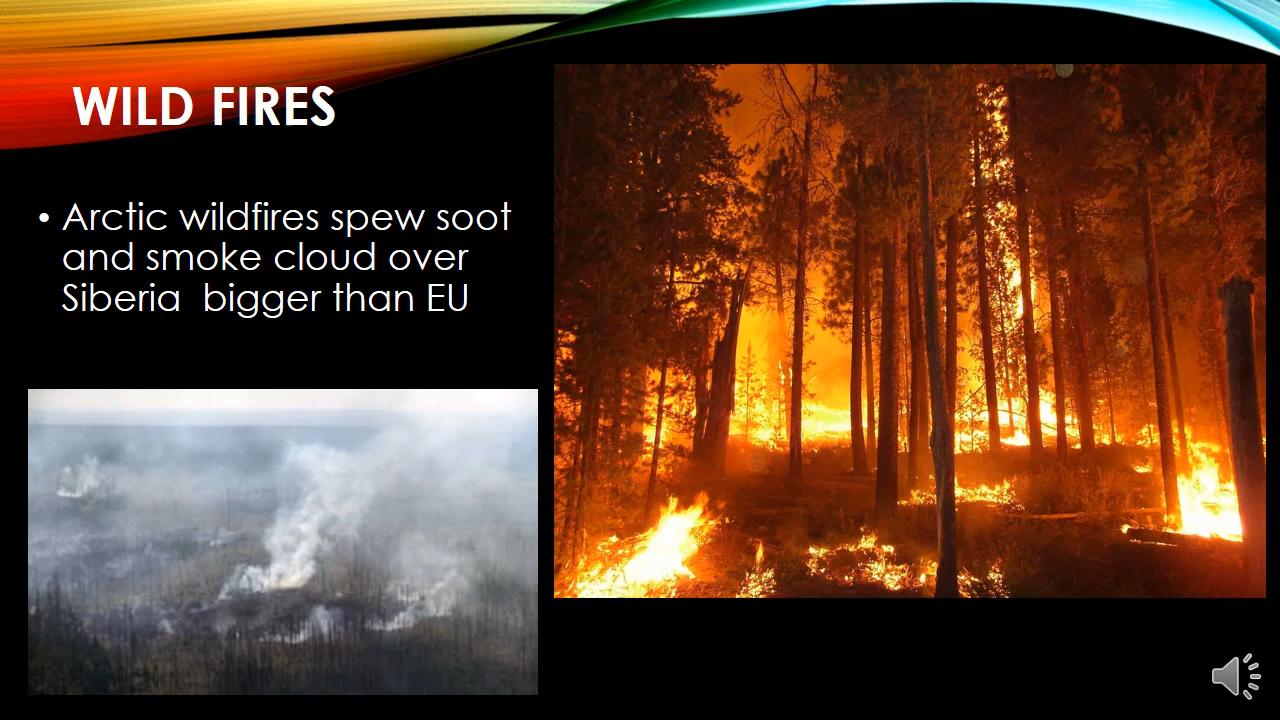 WILD FIRES
• Arctic wildfires spew soot
and smoke cloud over
Siberia  bigger than EU